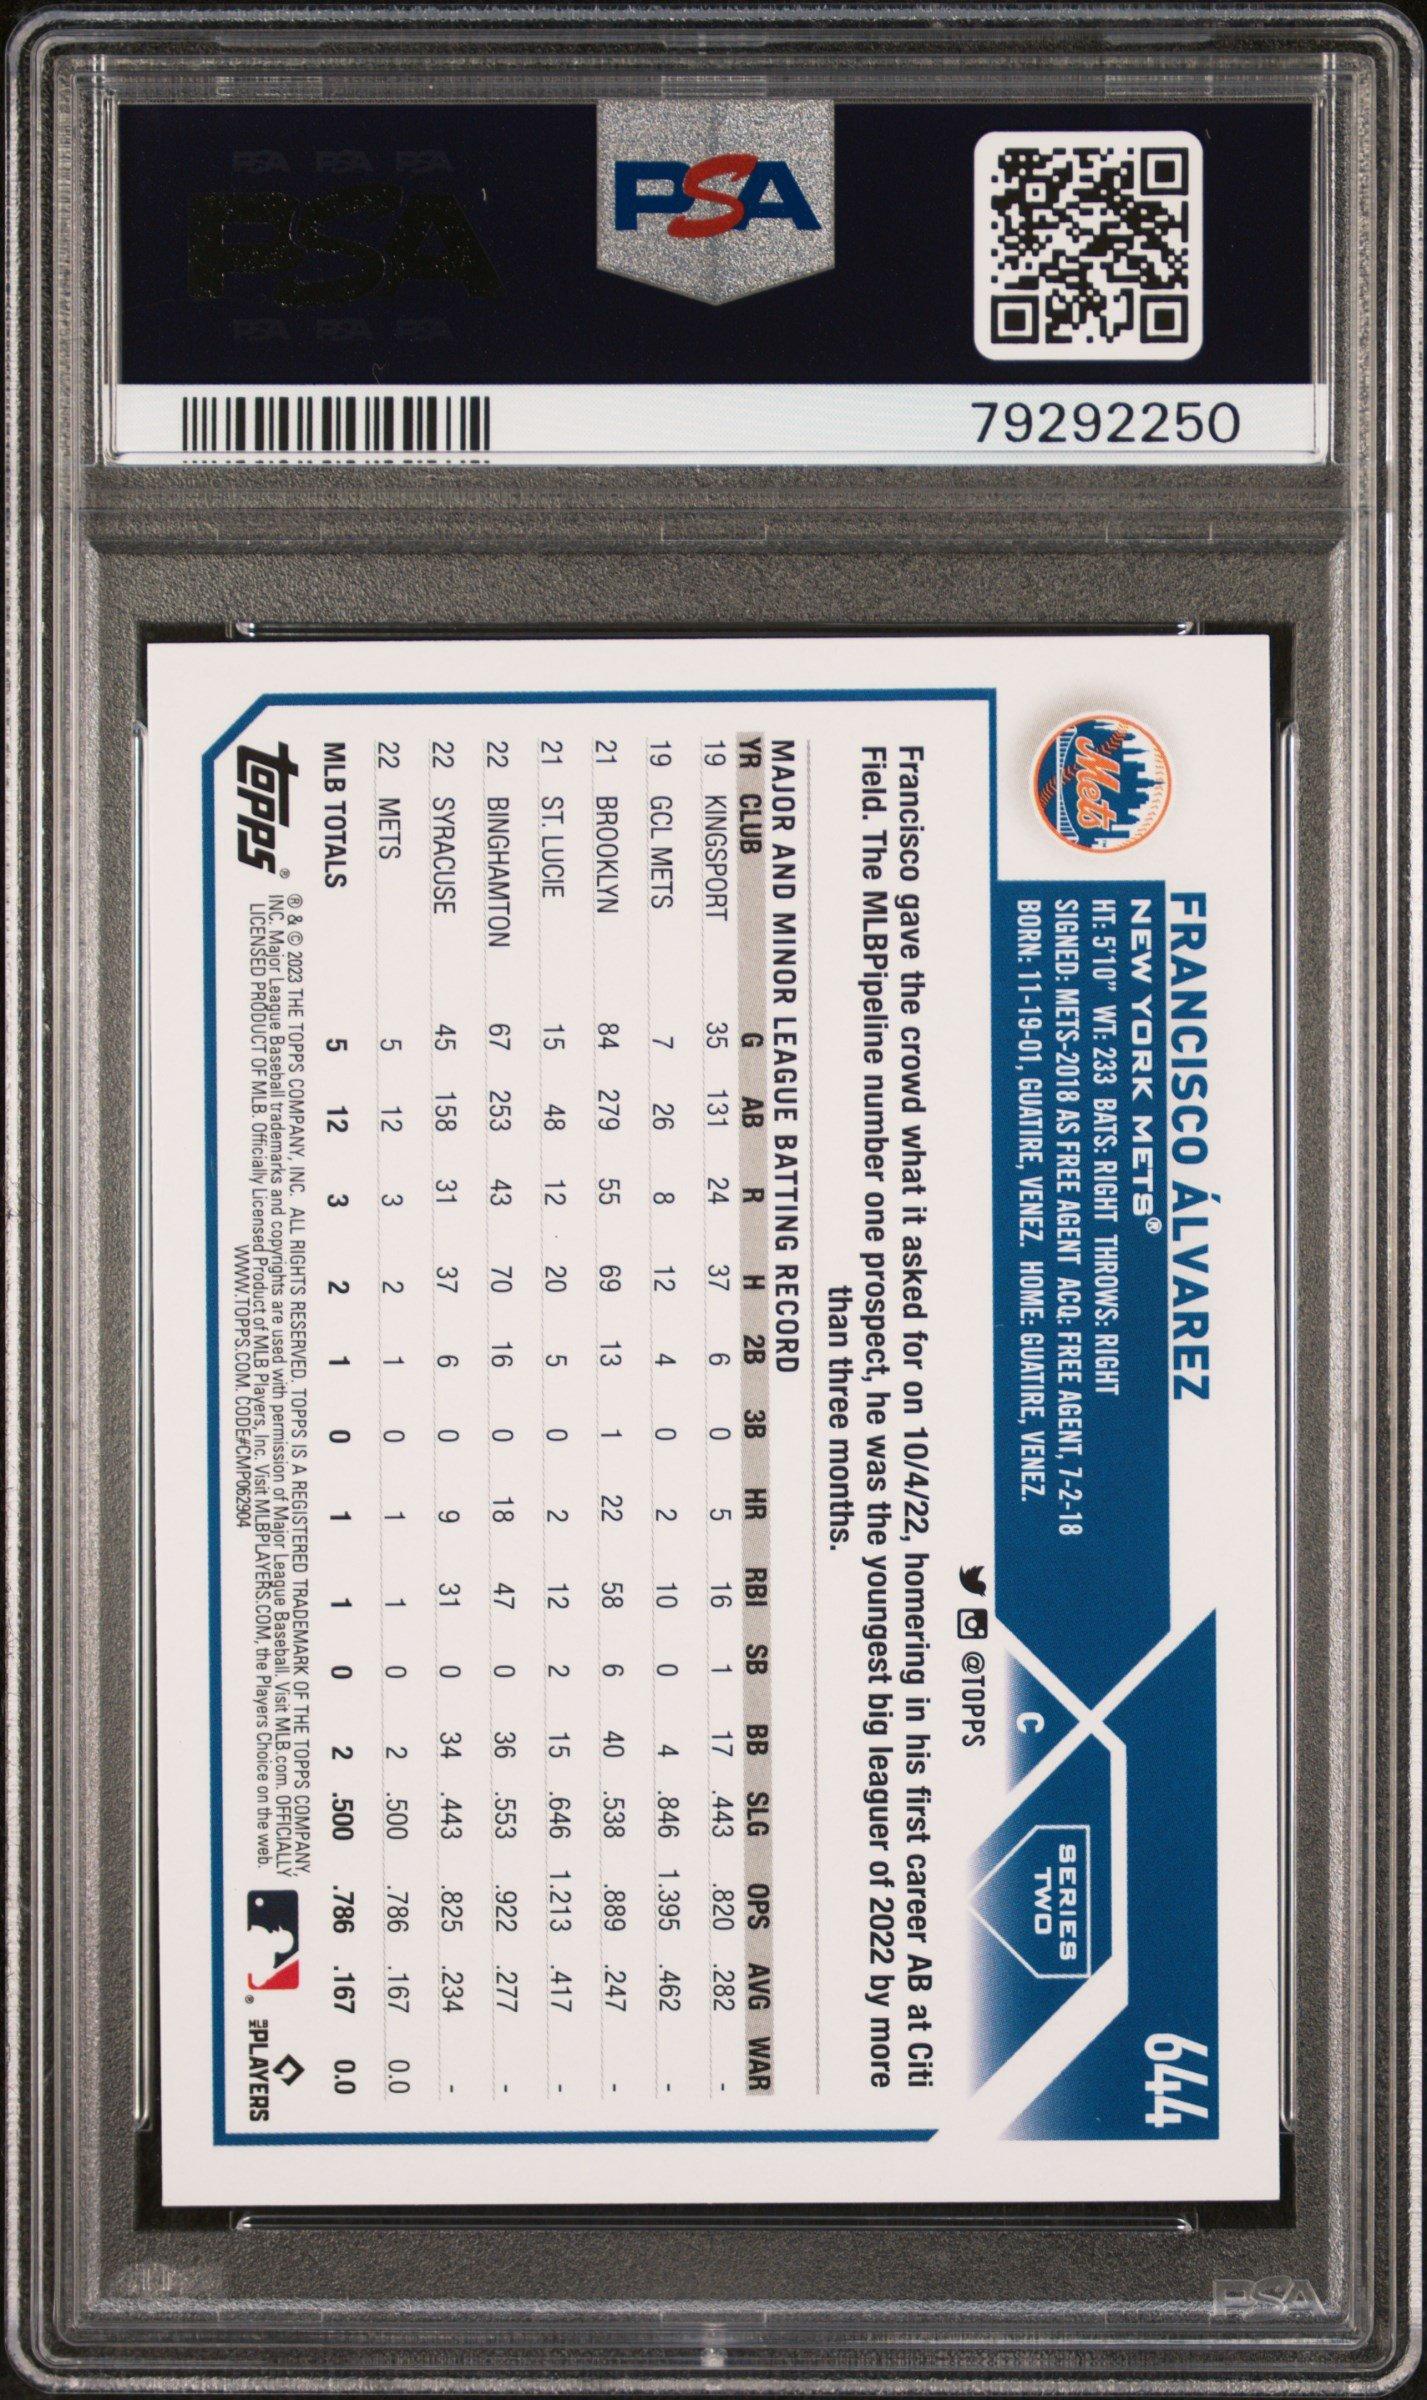 PSA PSA PSA
PSA
PSA PSA PSA
PSA
79292250
644
FRANCISCO ÁLVAREZ
NEW YORK METS®
HT: 5'10" WT: 233 BATS: RIGHT THROWS: RIGHT
SIGNED: METS-2018 AS FREE AGENT ACQ: FREE AGENT, 7-2-18
BORN: 11-19-01, GUATIRE, VENEZ. HOME: GUATIRE, VENEZ.
Mets
C
SERIES
TWO
@TOPPS
Francisco gave the crowd what it asked for on 10/4/22, homering in his first career AB at Citi
Field. The MLBPipeline number one prospect, he was the youngest big leaguer of 2022 by more
than three months.
MAJOR AND MINOR LEAGUE BATTING RECORD
YR CLUB G AB R H 2B 3B HR RBI SB BB SLG OPS AVG WAR
19 KINGSPORT 35 131 24 37 6 0 5 16 1 17 .443 .820 .282 -
19 GCL METS 7 26 8 12 4 0 2 10 0 4 .846 1.395 .462 -
21 BROOKLYN 84 279 55 69 13 1 22 58 6 40 .538 .889 .247 -
21 ST. LUCIE 15 48 12 20 5 0 2 12 2 15 .646 1.213 .417 -
22 BINGHAMTON 67 253 43 70 16 0 18 47 0 36 .553 .922 .277 -
22 SYRACUSE 45 158 31 37 6 0 9 31 0 34 .443 .825 .234 -
22 METS 5 12 3 2 1 0 1 1 0 2 .500 .786 .167 0.0
MLB TOTALS 5 12 3 2 1 0 1 1 0 2 .500 .786 .167 0.0
topps®
® & © 2023 THE TOPPS COMPANY, INC. ALL RIGHTS RESERVED. TOPPS IS A REGISTERED TRADEMARK OF THE TOPPS COMPANY,
INC. Major League Baseball trademarks and copyrights are used with permission of Major League Baseball. Visit MLB.com. OFFICIALLY
LICENSED PRODUCT OF MLB. Officially Licensed Product of MLB Players, Inc. Visit MLBPLAYERS.COM, the Players Choice on the web.
WWW.TOPPS.COM. CODE#CMP062904
®
MLB PLAYERS
PSA